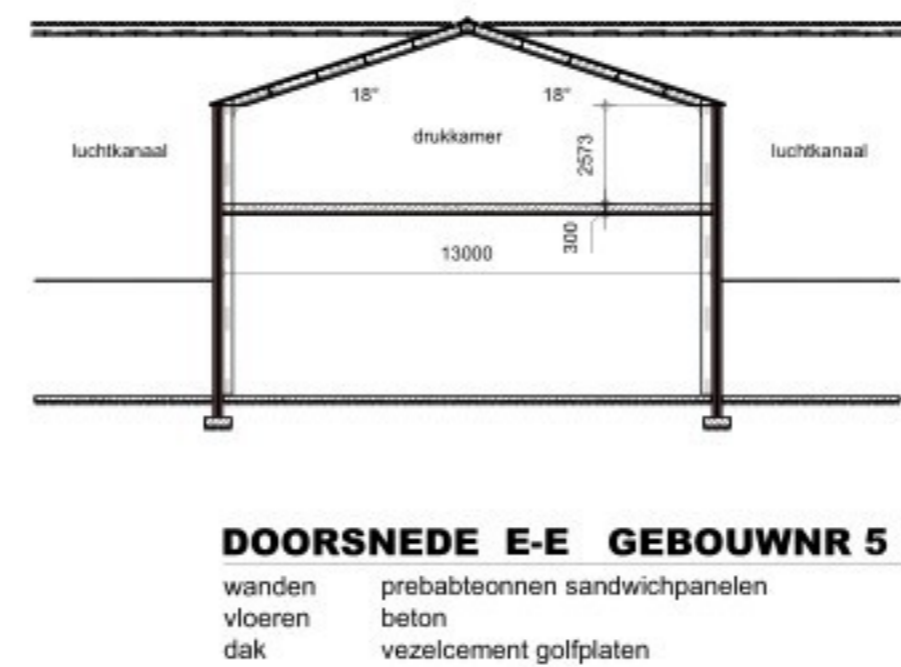 18°
18°
luchtkanaal
drukkamer
2573
luchtkanaal
300
13000
DOORSNEDE E-E GEBOUWNR 5
wanden prebabteonnen sandwichpanelen
vloeren beton
dak vezelcement golfplaten